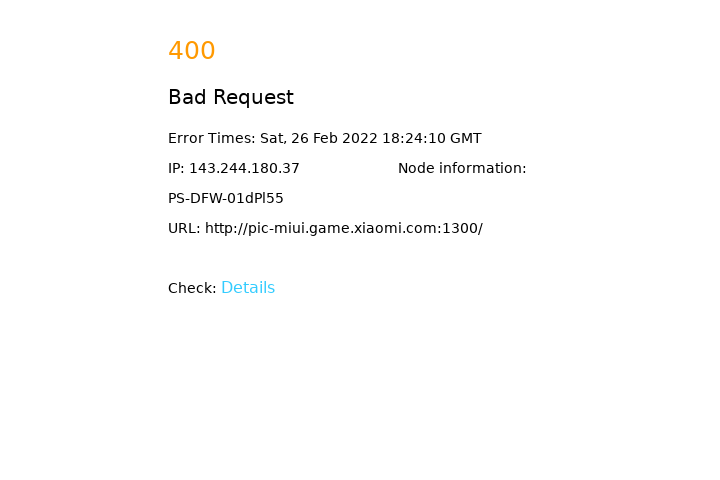 400
Bad Request
Error Times: Sat, 26 Feb 2022 18:24:10 GMT
IP: 143.244.180.37 Node information:
PS-DFW-01dPl55
URL: http://pic-miui.game.xiaomi.com:1300/
Check: Details